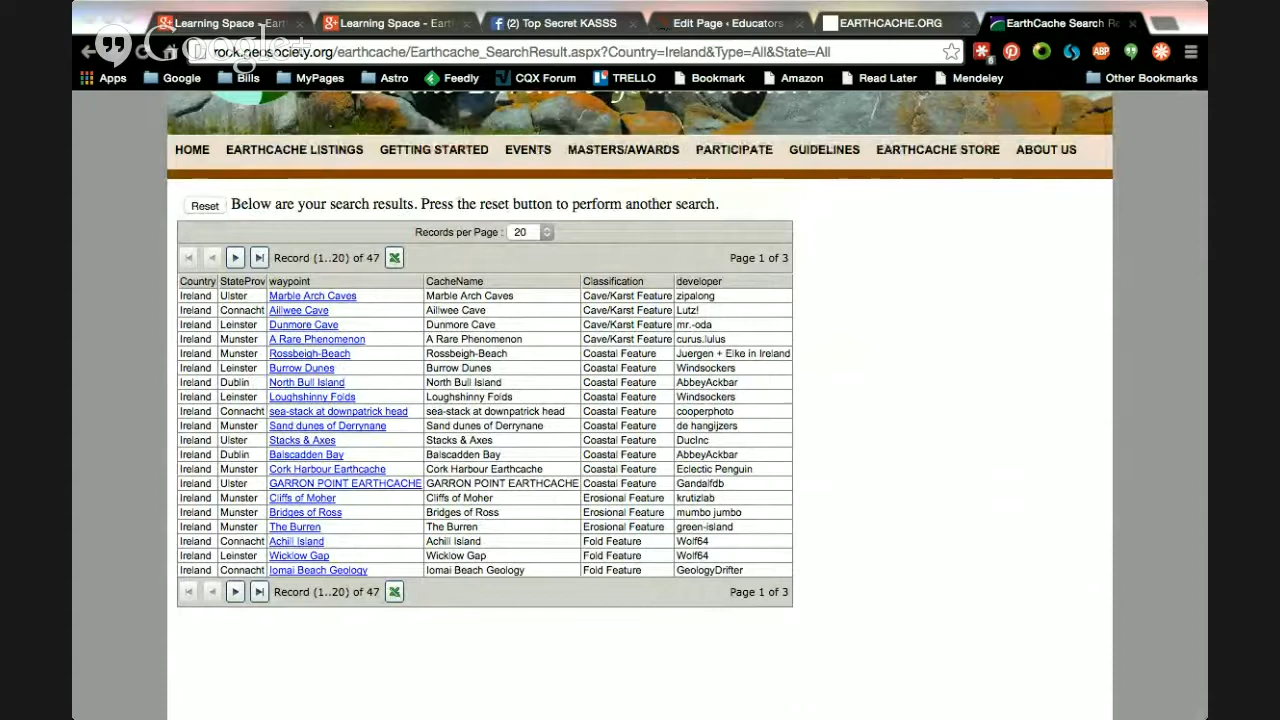 Learning Space - Eart
Learning Space - Eart
(2) Top Secret KASSS
Edit Page ‹ Educators
EARTHCACHE.ORG
EarthCache Search Re
Google+
rock.geosociety.org/earthcache/Earthcache_SearchResult.aspx?Country=Ireland&Type=All&State=All
Apps Google Bills MyPages Astro Feedly CQX Forum TRELLO Bookmark Amazon Read Later Mendeley Other Bookmarks
HOME EARTHCACHE LISTINGS GETTING STARTED EVENTS MASTERS/AWARDS PARTICIPATE GUIDELINES EARTHCACHE STORE ABOUT US
Reset Below are your search results. Press the reset button to perform another search.
Records per Page : 20
Record (1..20) of 47 Page 1 of 3
Country StateProv waypoint CacheName Classification developer
Ireland Ulster Marble Arch Caves Marble Arch Caves Cave/Karst Feature zipalong
Ireland Connacht Aillwee Cave Aillwee Cave Cave/Karst Feature Lutz!
Ireland Leinster Dunmore Cave Dunmore Cave Cave/Karst Feature mr.-oda
Ireland Munster A Rare Phenomenon A Rare Phenomenon Cave/Karst Feature curus.lulus
Ireland Munster Rossbeigh-Beach Rossbeigh-Beach Coastal Feature Juergen + Elke in Ireland
Ireland Leinster Burrow Dunes Burrow Dunes Coastal Feature Windsockers
Ireland Dublin North Bull Island North Bull Island Coastal Feature AbbeyAckbar
Ireland Leinster Loughshinny Folds Loughshinny Folds Coastal Feature Windsockers
Ireland Connacht sea-stack at downpatrick head sea-stack at downpatrick head Coastal Feature cooperphoto
Ireland Munster Sand dunes of Derrynane Sand dunes of Derrynane Coastal Feature de hangijzers
Ireland Ulster Stacks & Axes Stacks & Axes Coastal Feature DucInc
Ireland Dublin Balscadden Bay Balscadden Bay Coastal Feature AbbeyAckbar
Ireland Munster Cork Harbour Earthcache Cork Harbour Earthcache Coastal Feature Eclectic Penguin
Ireland Ulster GARRON POINT EARTHCACHE GARRON POINT EARTHCACHE Coastal Feature Gandalfdb
Ireland Munster Cliffs of Moher Cliffs of Moher Erosional Feature krutizlab
Ireland Munster Bridges of Ross Bridges of Ross Erosional Feature mumbo jumbo
Ireland Munster The Burren The Burren Erosional Feature green-island
Ireland Connacht Achill Island Achill Island Fold Feature Wolf64
Ireland Leinster Wicklow Gap Wicklow Gap Fold Feature Wolf64
Ireland Connacht Iomai Beach Geology Iomai Beach Geology Fold Feature GeologyDrifter
Record (1..20) of 47 Page 1 of 3